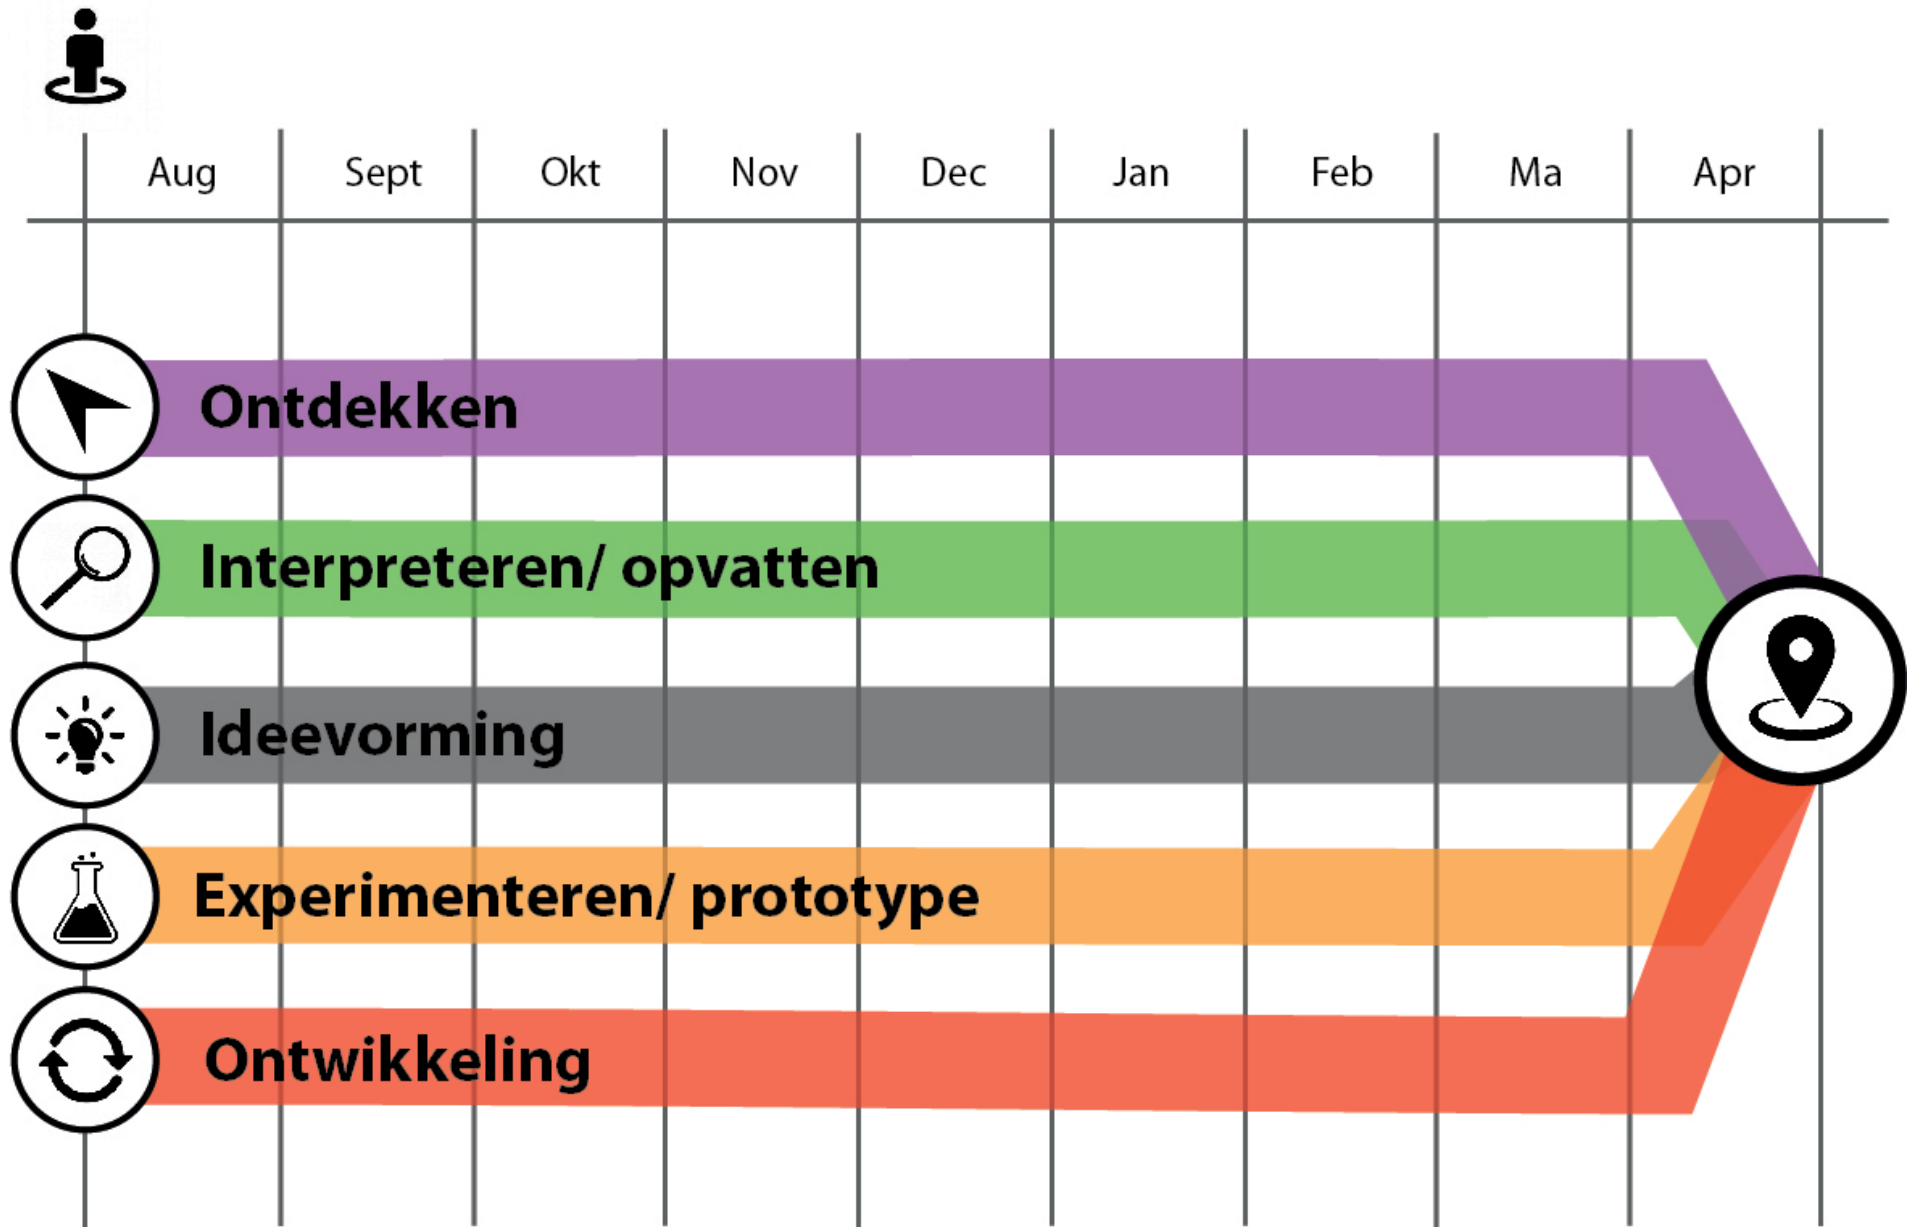 Aug Sept Okt Nov Dec Jan Feb Ma Apr
Ontdekken
Interpreteren/ opvatten
Ideevorming
Experimenteren/ prototype
Ontwikkeling